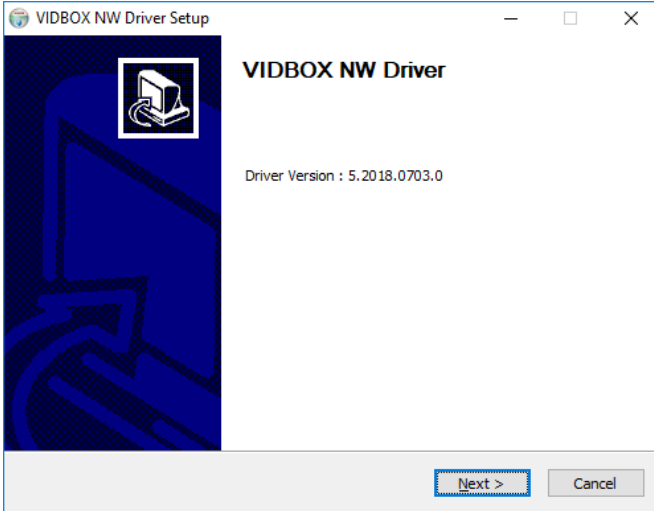 VIDBOX NW Driver Setup
VIDBOX NW Driver
Driver Version : 5.2018.0703.0
Next >
Cancel